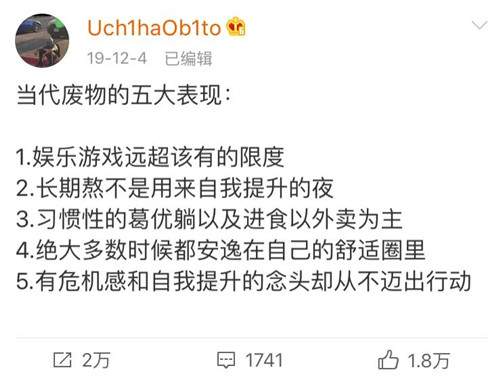 Uch1haOb1to
19-12-4 已编辑
当代废物的五大表现：
1.娱乐游戏远超该有的限度
2.长期熬不是用来自我提升的夜
3.习惯性的葛优躺以及进食以外卖为主
4.绝大多数时候都安逸在自己的舒适圈里
5.有危机感和自我提升的念头却从不迈出行动
2万 1741 1.8万